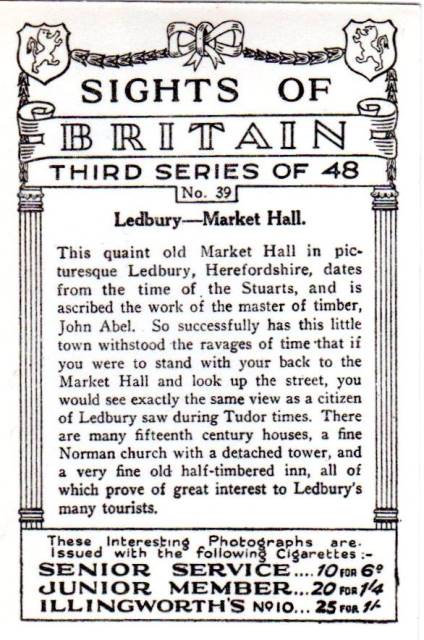 SIGHTS OF
BRITAIN
THIRD SERIES OF 48
No. 39
Ledbury—Market Hall.
This quaint old Market Hall in pic-
turesque Ledbury, Herefordshire, dates
from the time of the Stuarts, and is
ascribed the work of the master of timber,
John Abel. So successfully has this little
town withstood the ravages of time that if
you were to stand with your back to the
Market Hall and look up the street, you
would see exactly the same view as a citizen
of Ledbury saw during Tudor times. There
are many fifteenth century houses, a fine
Norman church with a detached tower, and
a very fine old half-timbered inn, all of
which prove of great interest to Ledbury's
many tourists.
These Interesting Photographs are.
Issued with the following Cigarettes :-
SENIOR SERVICE.... 10 FOR 6D
JUNIOR MEMBER... 20 FOR 1/4
ILLINGWORTH'S No 10... 25 FOR 1/-